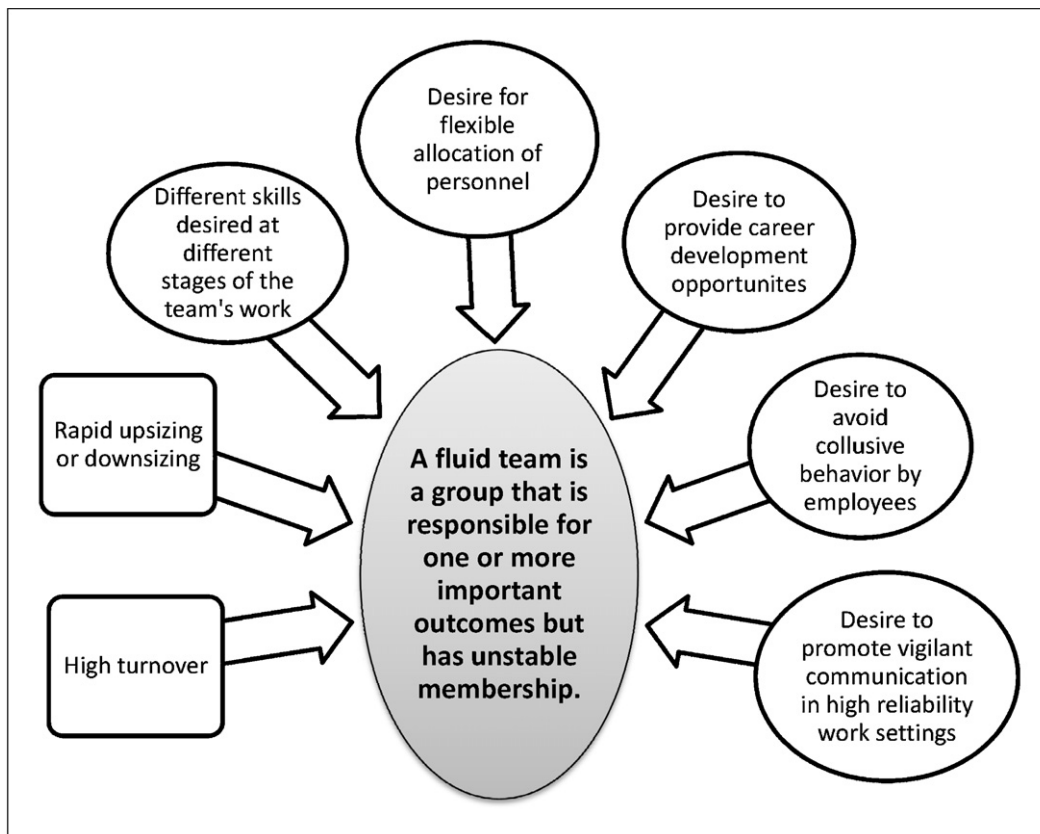 Desire for
flexible
allocation of
personnel
Different skills
desired at
different
stages of the
team's work
Desire to
provide career
development
opportunites
Rapid upsizing
or downsizing
Desire to
avoid
collusive
behavior by
employees
A fluid team is
a group that is
responsible for
one or more
important
outcomes but
has unstable
membership.
High turnover
Desire to
promote vigilant
communication
in high reliability
work settings